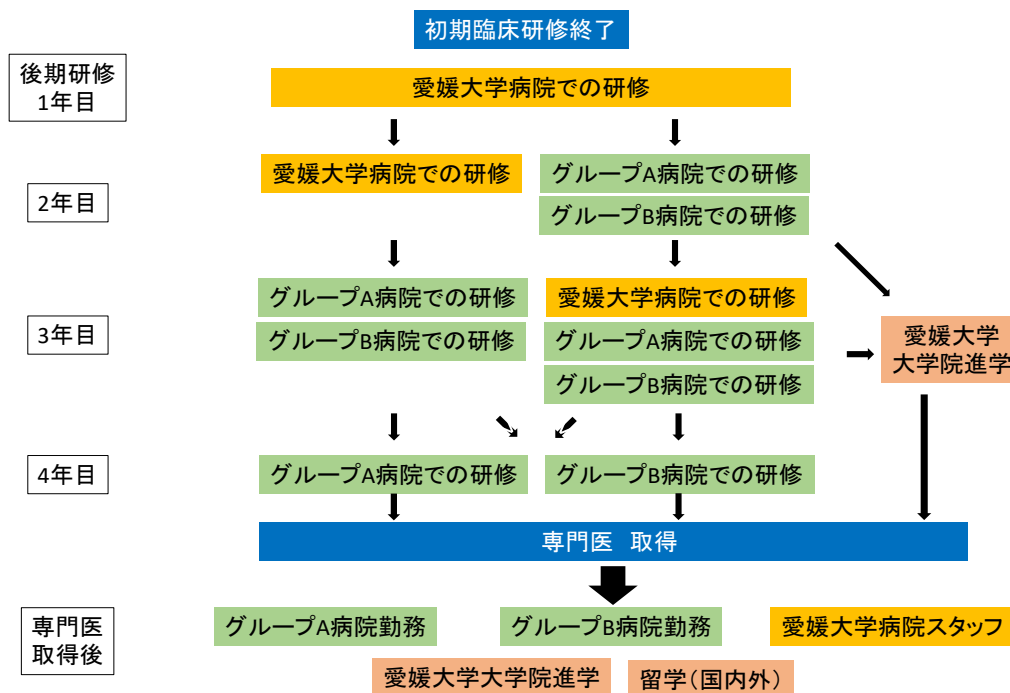 初期臨床研修終了
後期研修
1年目
愛媛大学病院での研修
2年目
愛媛大学病院での研修
グループA病院での研修
グループB病院での研修
3年目
グループA病院での研修
グループB病院での研修
愛媛大学病院での研修
グループA病院での研修
グループB病院での研修
愛媛大学
大学院進学
4年目
グループA病院での研修
グループB病院での研修
専門医　取得
専門医
取得後
グループA病院勤務
グループB病院勤務
愛媛大学病院スタッフ
愛媛大学大学院進学
留学（国内外）